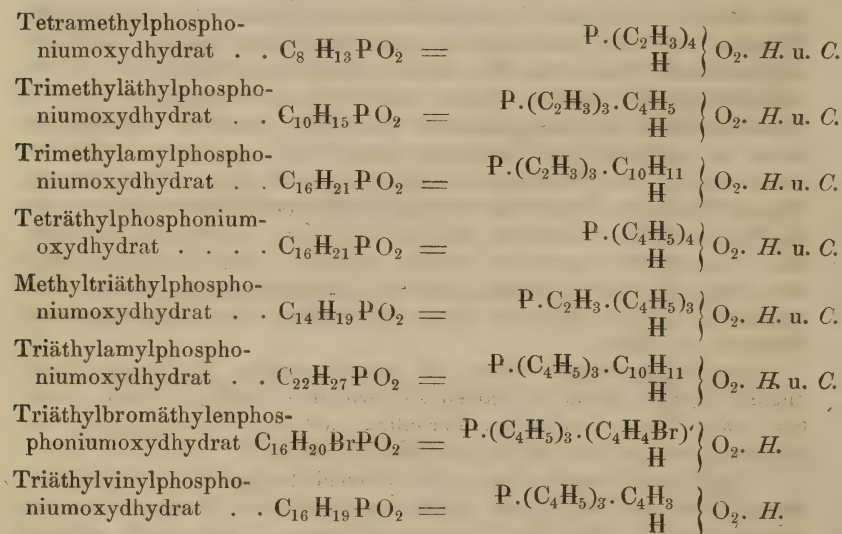 Tetramethylphospho-
niumoxydhydrat . . C₈ H₁₃ P O₂ = P.(C₂H₃)₄ / H } O₂. H. u. C.
Trimethyläthylphospho-
niumoxydhydrat . . C₁₀H₁₅ P O₂ = P.(C₂H₃)₃.C₄H₅ / H } O₂. H. u. C.
Trimethylamylphospho-
niumoxydhydrat . . C₁₆H₂₁ P O₂ = P.(C₂H₃)₃.C₁₀H₁₁ / H } O₂. H. u. C.
Teträthylphosphonium-
oxydhydrat . . . . C₁₆H₂₁ P O₂ = P.(C₄H₅)₄ / H } O₂. H. u. C.
Methyltriäthylphospho-
niumoxydhydrat . . C₁₄ H₁₉ P O₂ = P.C₂H₃.(C₄H₅)₃ / H } O₂. H. u. C.
Triäthylamylphospho-
niumoxydhydrat . . C₂₂H₂₇ P O₂ = P.(C₄H₅)₃.C₁₀H₁₁ / H } O₂. H. u. C.
Triäthylbromäthylenphos-
phoniumoxydhydrat C₁₆H₂₀BrPO₂ = P.(C₄H₅)₃.(C₄H₄Br)' / H } O₂. H.
Triäthylvinylphospho-
niumoxydhydrat . . C₁₆ H₁₉ P O₂ = P.(C₄H₅)₃.C₄H₃ / H } O₂. H.